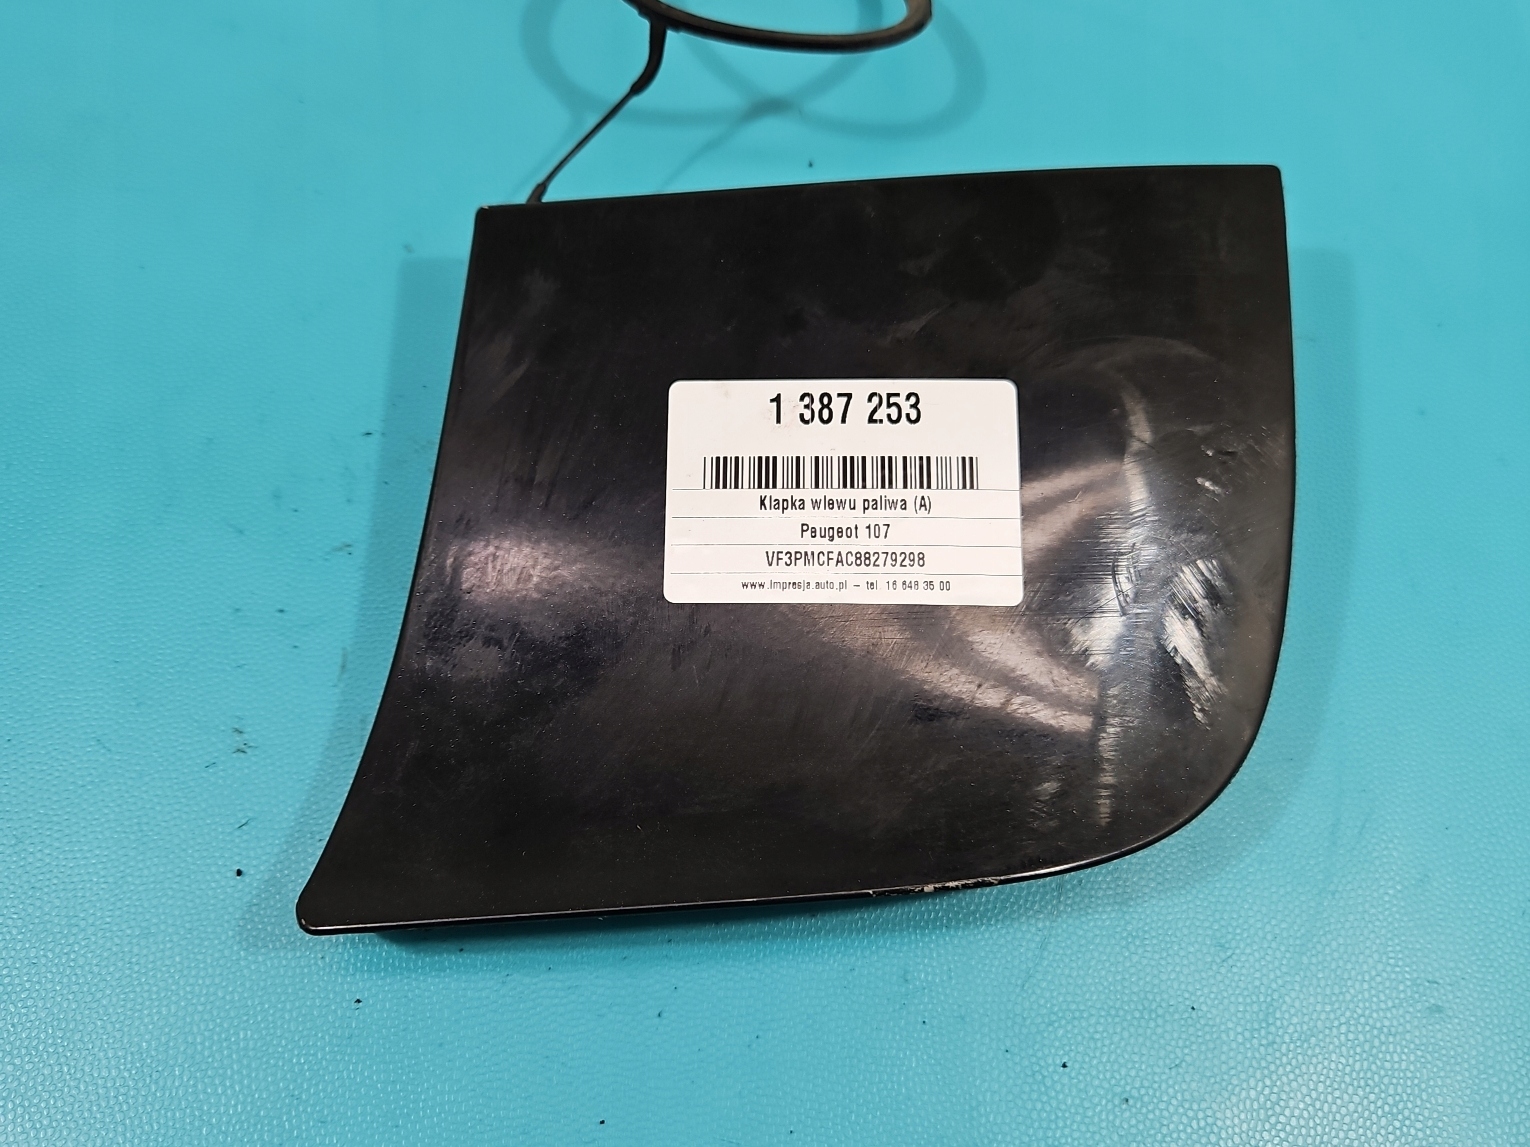 1 387 253
Klapka wlewu paliwa (A)
Peugeot 107
VF3PMCFAC88279298
www.impresja.auto.pl - tel. 16 648 35 00